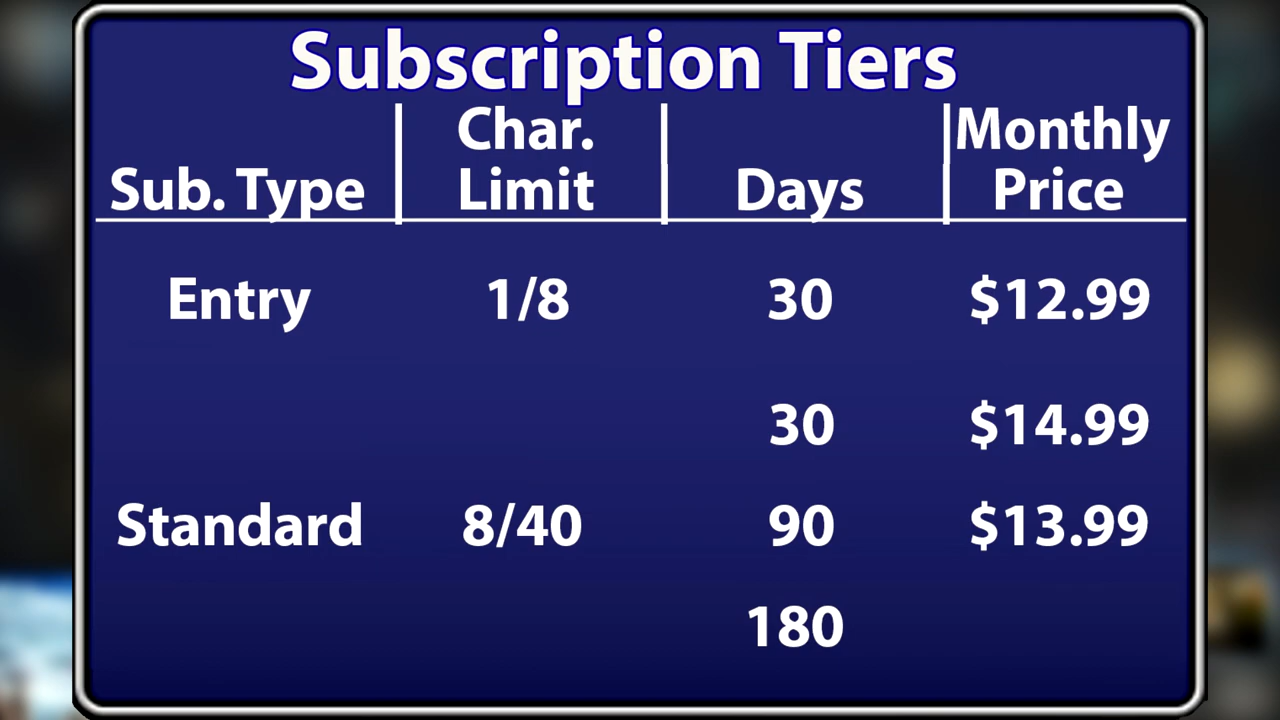 Subscription Tiers
Sub. Type Char. Limit Days Monthly Price
Entry 1/8 30 $12.99
30 $14.99
Standard 8/40 90 $13.99
180